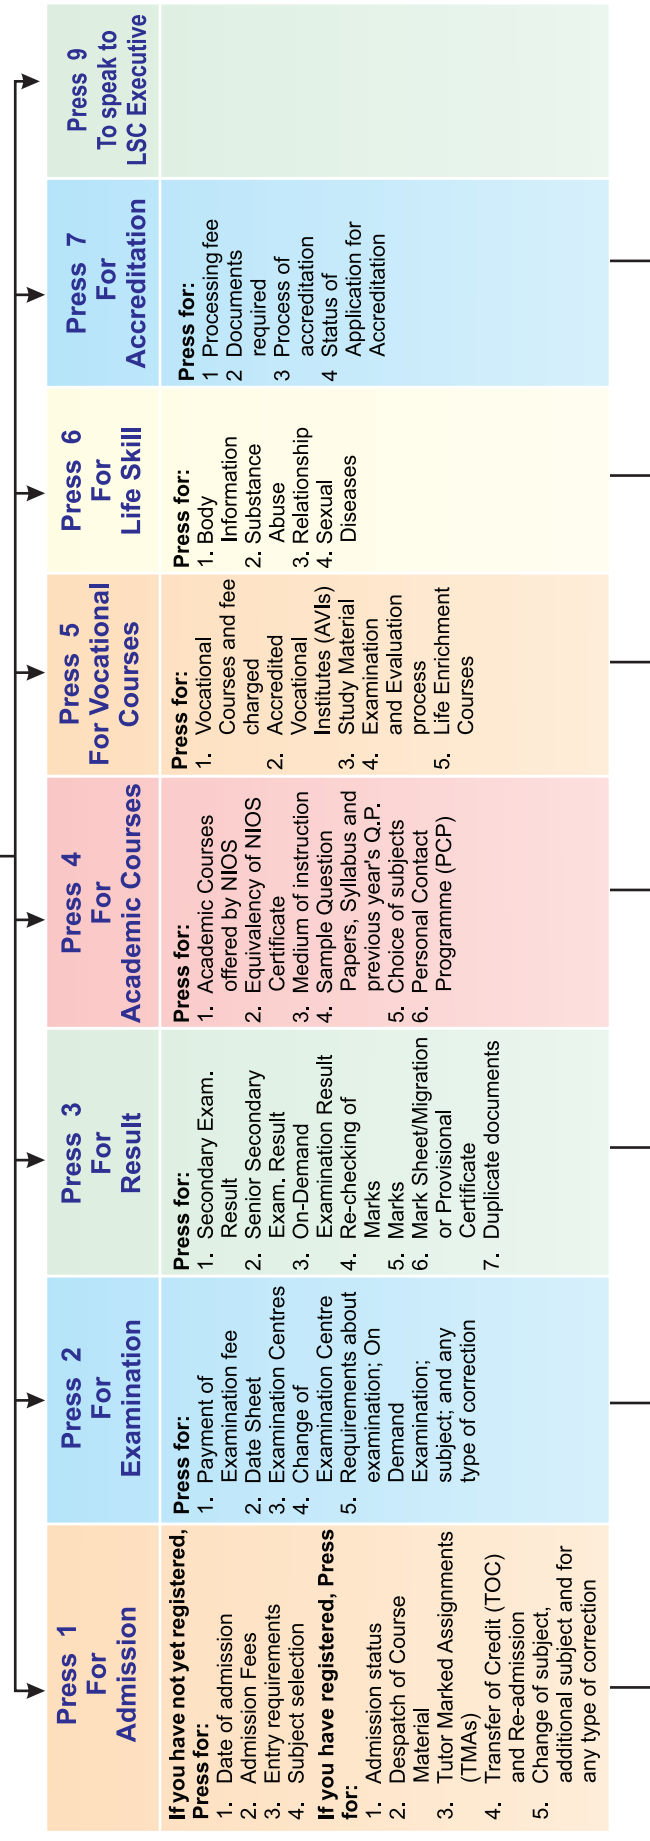 Press 1
For
Admission
If you have not yet registered,
Press for:
1. Date of admission
2. Admission Fees
3. Entry requirements
4. Subject selection
If you have registered, Press
for:
1. Admission status
2. Despatch of Course
Material
3. Tutor Marked Assignments
(TMAs)
4. Transfer of Credit (TOC)
and Re-admission
5. Change of subject,
additional subject and for
any type of correction
Press 2
For
Examination
Press for:
1. Payment of
Examination fee
2. Date Sheet
3. Examination Centres
4. Change of
Examination Centre
5. Requirements about
examination; On
Demand
Examination;
subject; and any
type of correction
Press 3
For
Result
Press for:
1. Secondary Exam.
Result
2. Senior Secondary
Exam. Result
3. On-Demand
Examination Result
4. Re-checking of
Marks
5. Marks
6. Mark Sheet/Migration
or Provisional
Certificate
7. Duplicate documents
Press 4
For
Academic Courses
Press for:
1. Academic Courses
offered by NIOS
2. Equivalency of NIOS
Certificate
3. Medium of instruction
4. Sample Question
Papers, Syllabus and
previous year's Q.P.
5. Choice of subjects
6. Personal Contact
Programme (PCP)
Press 5
For Vocational
Courses
Press for:
1. Vocational
Courses and fee
charged
2. Accredited
Vocational
Institutes (AVIs)
3. Study Material
4. Examination
and Evaluation
process
5. Life Enrichment
Courses
Press 6
For
Life Skill
Press for:
1. Body
Information
2. Substance
Abuse
3. Relationship
4. Sexual
Diseases
Press 7
For
Accreditation
Press for:
1 Processing fee
2 Documents
required
3 Process of
accreditation
4 Status of
Application for
Accreditation
Press 9
To speak to
LSC Executive